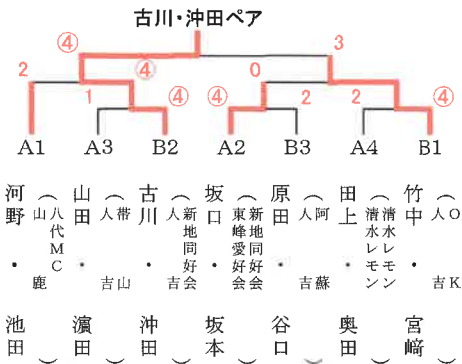 古川・沖田ペア
④ 3
2 ④ 0
1 ④ ④ 2 2 ④
A1 A3 B2 A2 B3 A4 B1
河野・池田
（八代MC
山鹿）
山田・濵田
（帯山
人吉）
古川・沖田
（新地同好会
人吉）
坂口・坂本
（新地同好会
東峰愛好会）
原田・谷口
（阿蘇
人吉）
田上・奥田
（清水レモン
清水レモン）
竹中・宮﨑
（OK
人吉）